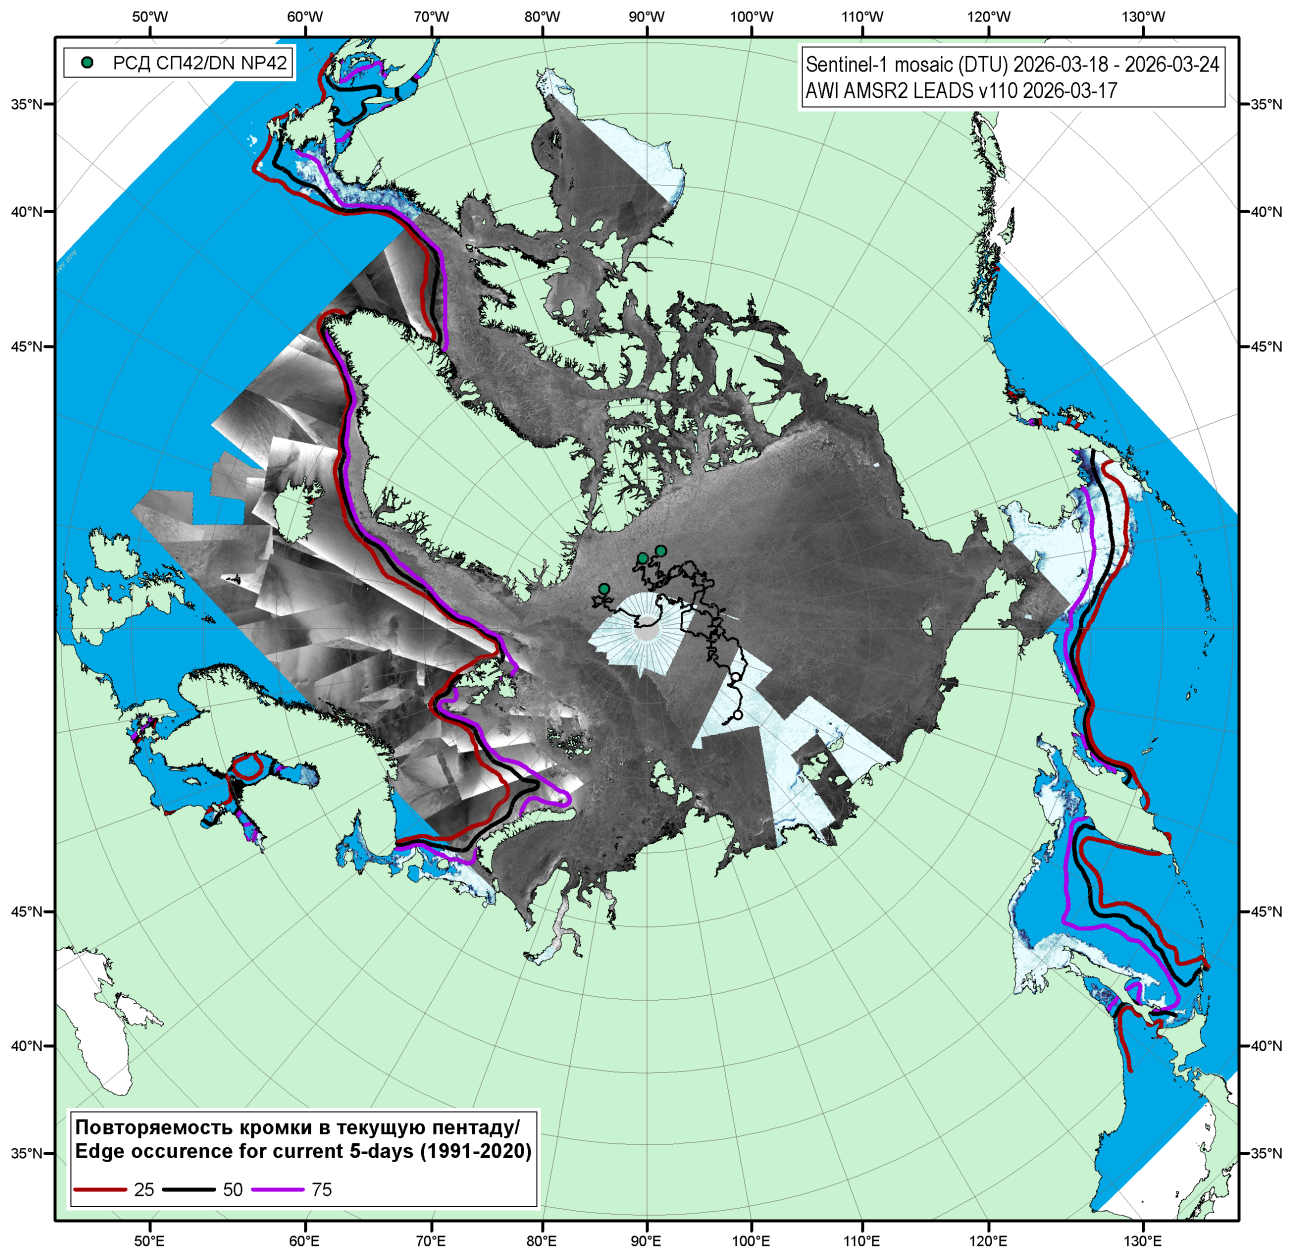 60°W 70°W 80°W 90°W 100°W 110°W 120°W 130°W
РСД СП42/DN NP42
Sentinel-1 mosaic (DTU) 2026-03-18 - 2026-03-24
AWI AMSR2 LEADS v110 2026-03-17
35°N 35°N
40°N 40°N
45°N 45°N
45°N 45°N
40°N 40°N
Повторяемость кромки в текущую пентаду/
Edge occurence for current 5-days (1991-2020)
35°N 35°N
25 50 75
50°E 60°E 70°E 80°E 90°E 100°E 110°E 120°E 130°E